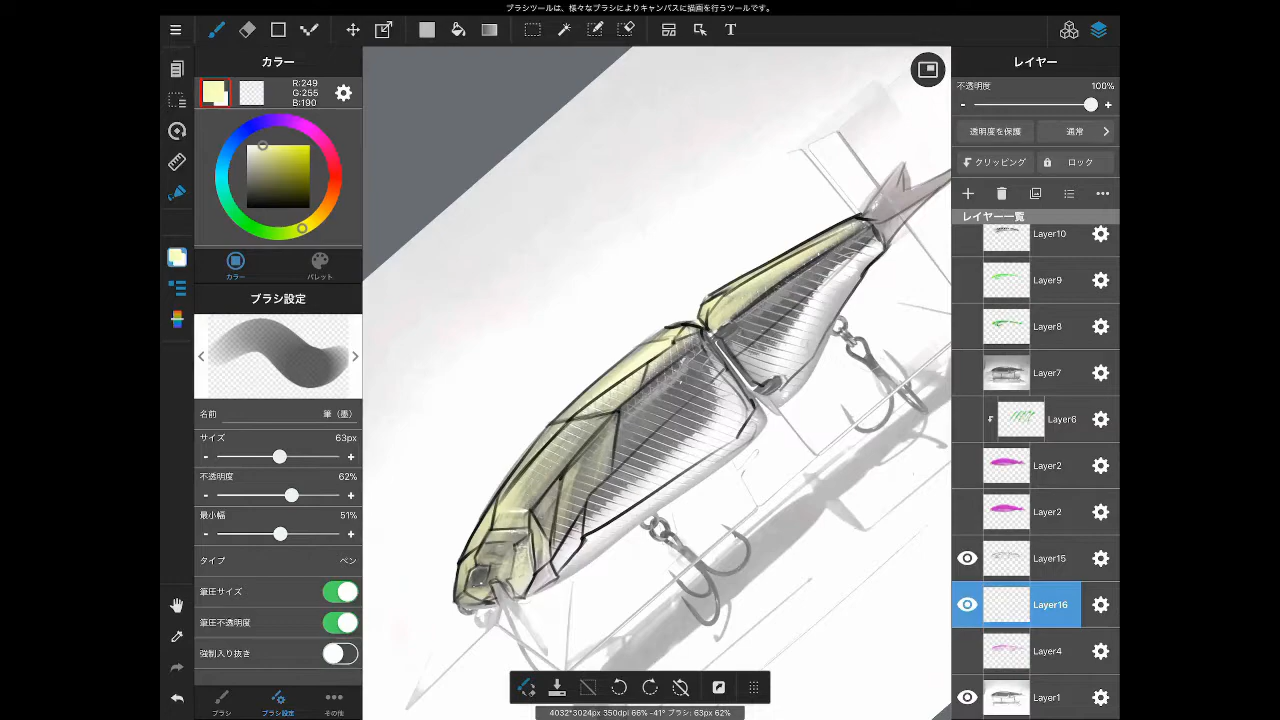 ブラシツールは、様々なブラシによりキャンバスに描画を行うツールです。
T
カラー
R:249
G:255
B:190
カラー
パレット
ブラシ設定
名前
筆（墨）
サイズ
63px
-
+
不透明度
62%
-
+
最小幅
51%
-
+
タイプ
ペン
筆圧サイズ
筆圧不透明度
強制入り抜き
ブラシ
ブラシ設定
その他
4032*3024px 350dpi 66% -41° ブラシ: 63px 62%
レイヤー
不透明度
100%
-
+
透明度を保護
通常
クリッピング
ロック
レイヤー一覧
Layer10
Layer9
Layer8
Layer7
Layer6
Layer2
Layer2
Layer15
Layer16
Layer4
Layer1